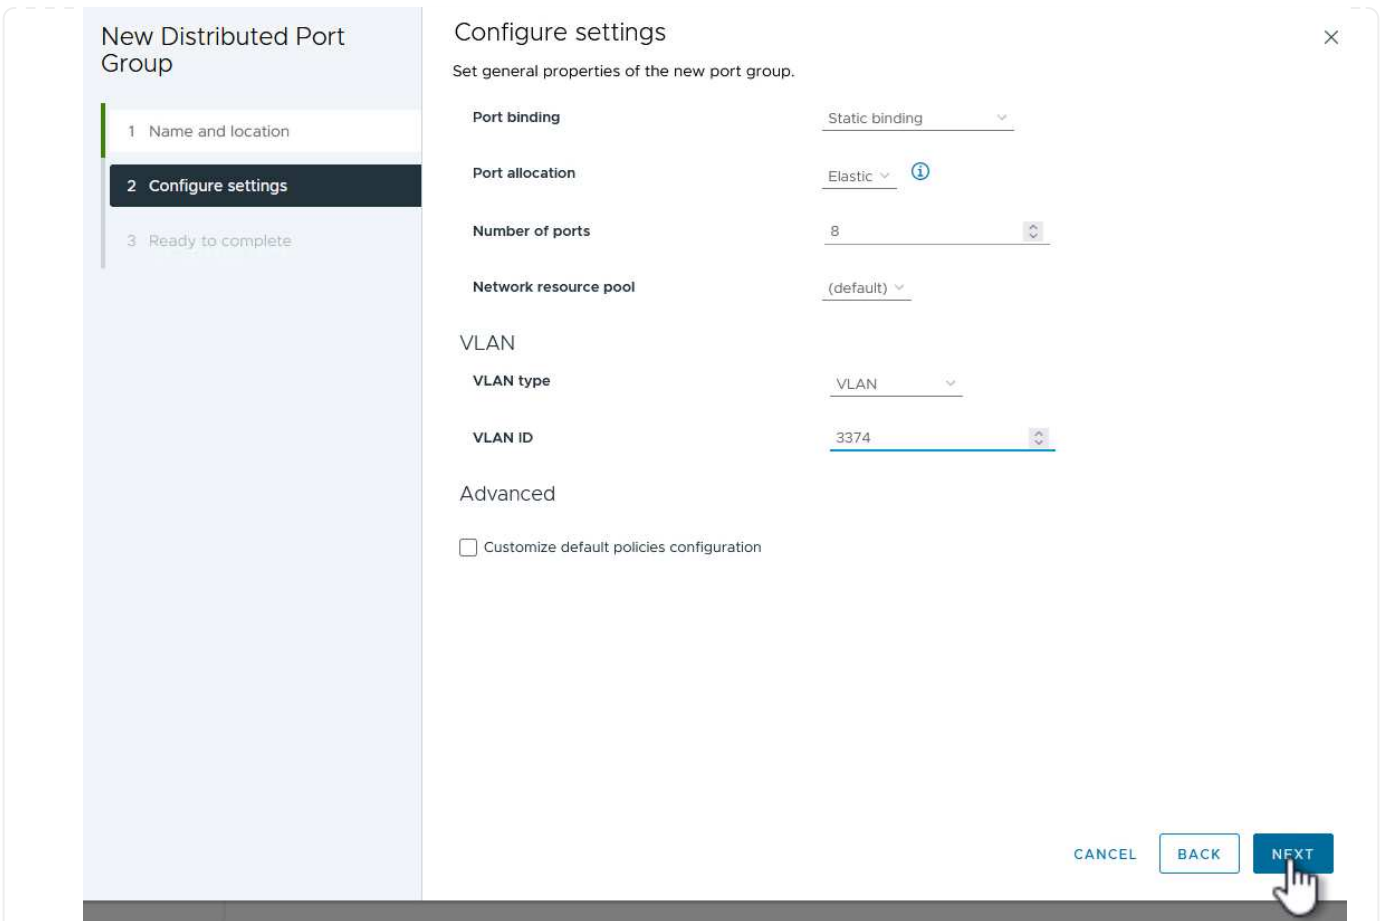 New Distributed Port
Group
1 Name and location
2 Configure settings
3 Ready to complete
Configure settings
Set general properties of the new port group.
Port binding
Static binding
Port allocation
Elastic
Number of ports
8
Network resource pool
(default)
VLAN
VLAN type
VLAN
VLAN ID
3374
Advanced
Customize default policies configuration
CANCEL
BACK
NEXT